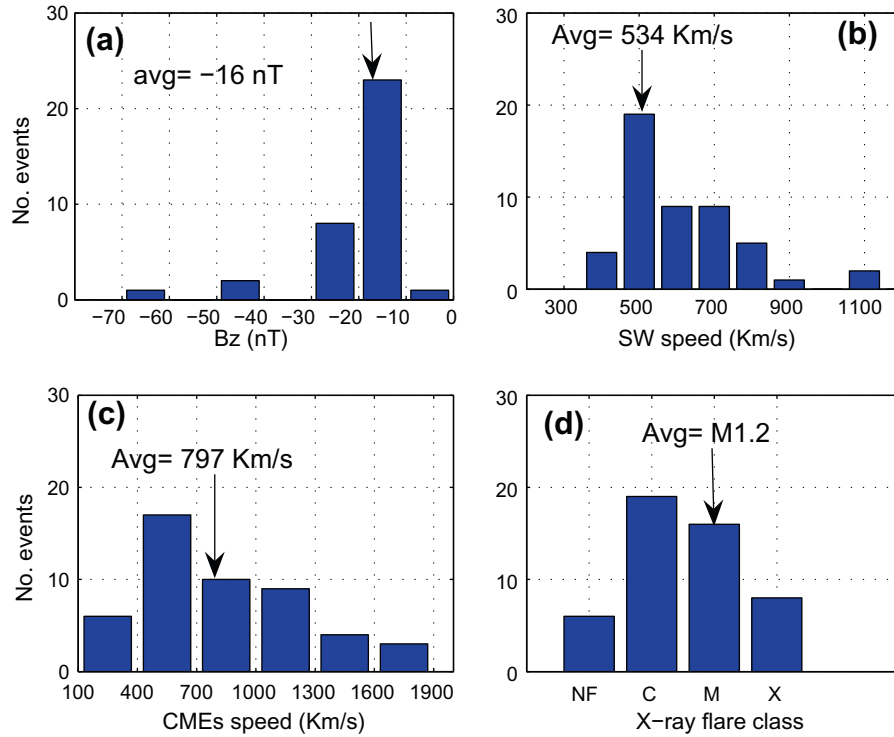 (a)
avg= −16 nT
30
20
10
0
No. events
−70 −60 −50 −40 −30 −20 −10 0
Bz (nT)
Avg= 534 Km/s
(b)
30
20
10
0
300 500 700 900 1100
SW speed (Km/s)
(c)
Avg= 797 Km/s
30
20
10
0
No. events
100 400 700 1000 1300 1600 1900
CMEs speed (Km/s)
(d)
Avg= M1.2
30
20
10
0
NF C M X
X−ray flare class